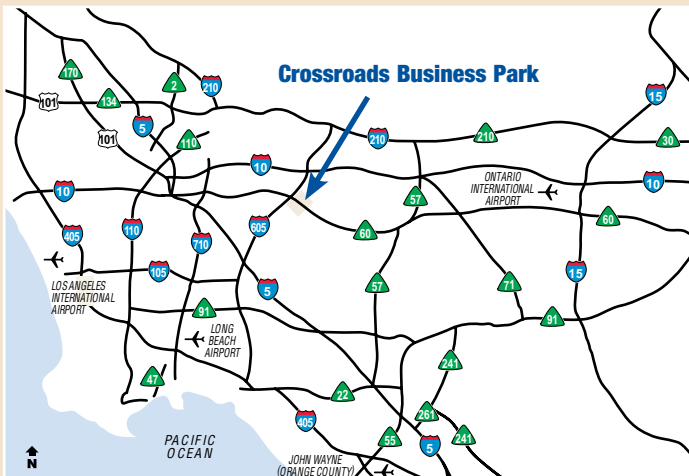 Crossroads Business Park
170
2
210
15
101
134
5
101
110
210
210
30
10
10
ONTARIO
INTERNATIONAL
AIRPORT
10
57
60
405
110
710
605
60
105
5
57
71
15
LOS ANGELES
INTERNATIONAL
AIRPORT
91
91
LONG
BEACH
AIRPORT
241
47
22
405
261
55
5
241
PACIFIC
OCEAN
N
JOHN WAYNE
(ORANGE COUNTY)
10
60